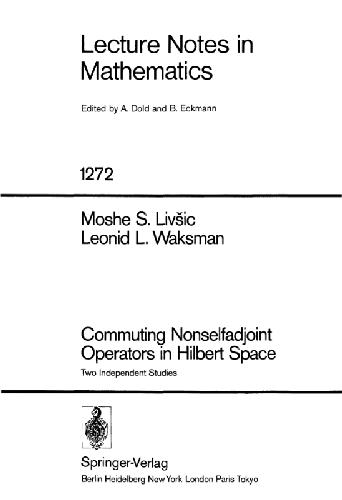 Lecture Notes in
Mathematics
Edited by A. Dold and B. Eckmann
1272
Moshe S. Livšic
Leonid L. Waksman
Commuting Nonselfadjoint
Operators in Hilbert Space
Two Independent Studies
Springer-Verlag
Berlin Heidelberg New York London Paris Tokyo